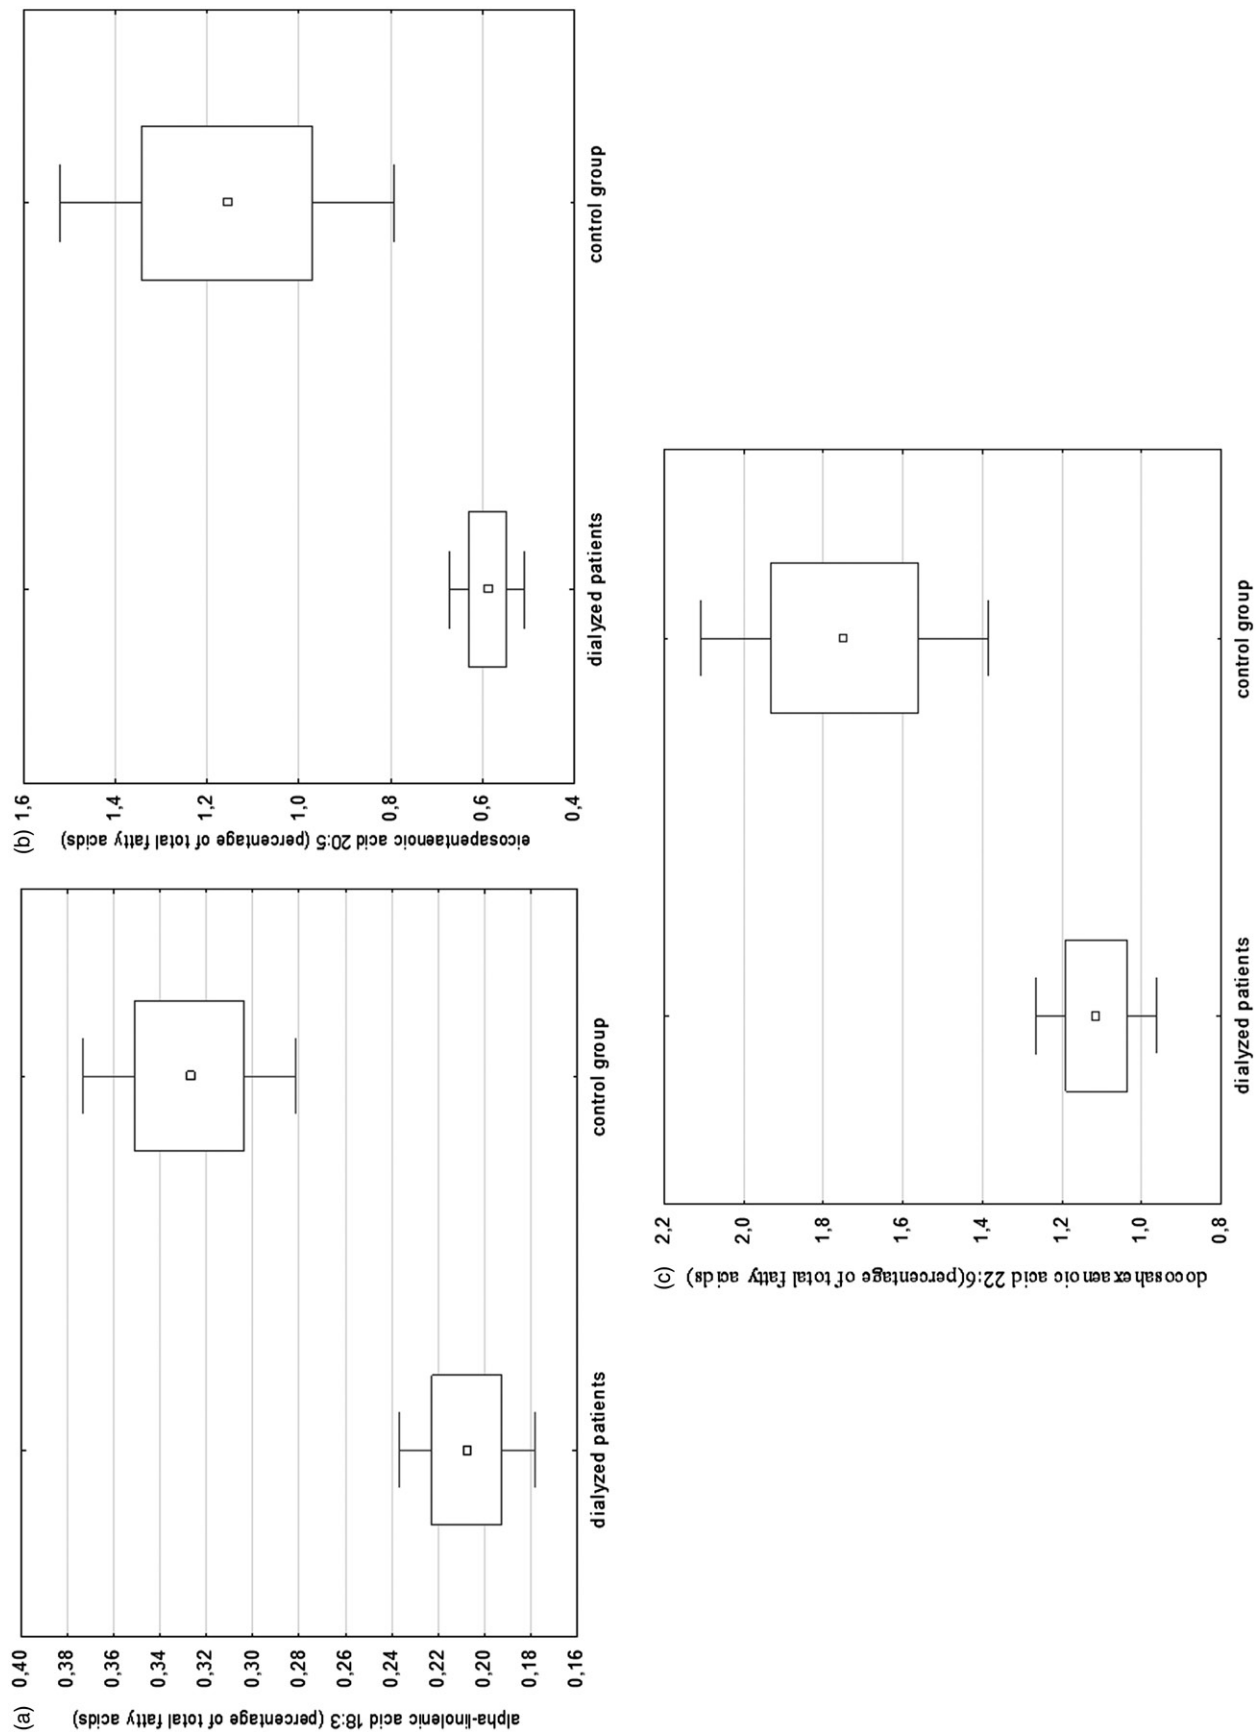 (a)
alpha-linolenic acid 18:3 (percentage of total fatty acids)
0,40
0,38
0,36
0,34
0,32
0,30
0,28
0,26
0,24
0,22
0,20
0,18
0,16
dialyzed patients
control group
(b)
eicosapentaenoic acid 20:5 (percentage of total fatty acids)
1,6
1,4
1,2
1,0
0,8
0,6
0,4
dialyzed patients
control group
(c)
docosahexaenoic acid 22:6(percentage of total fatty acids)
2,2
2,0
1,8
1,6
1,4
1,2
1,0
0,8
dialyzed patients
control group